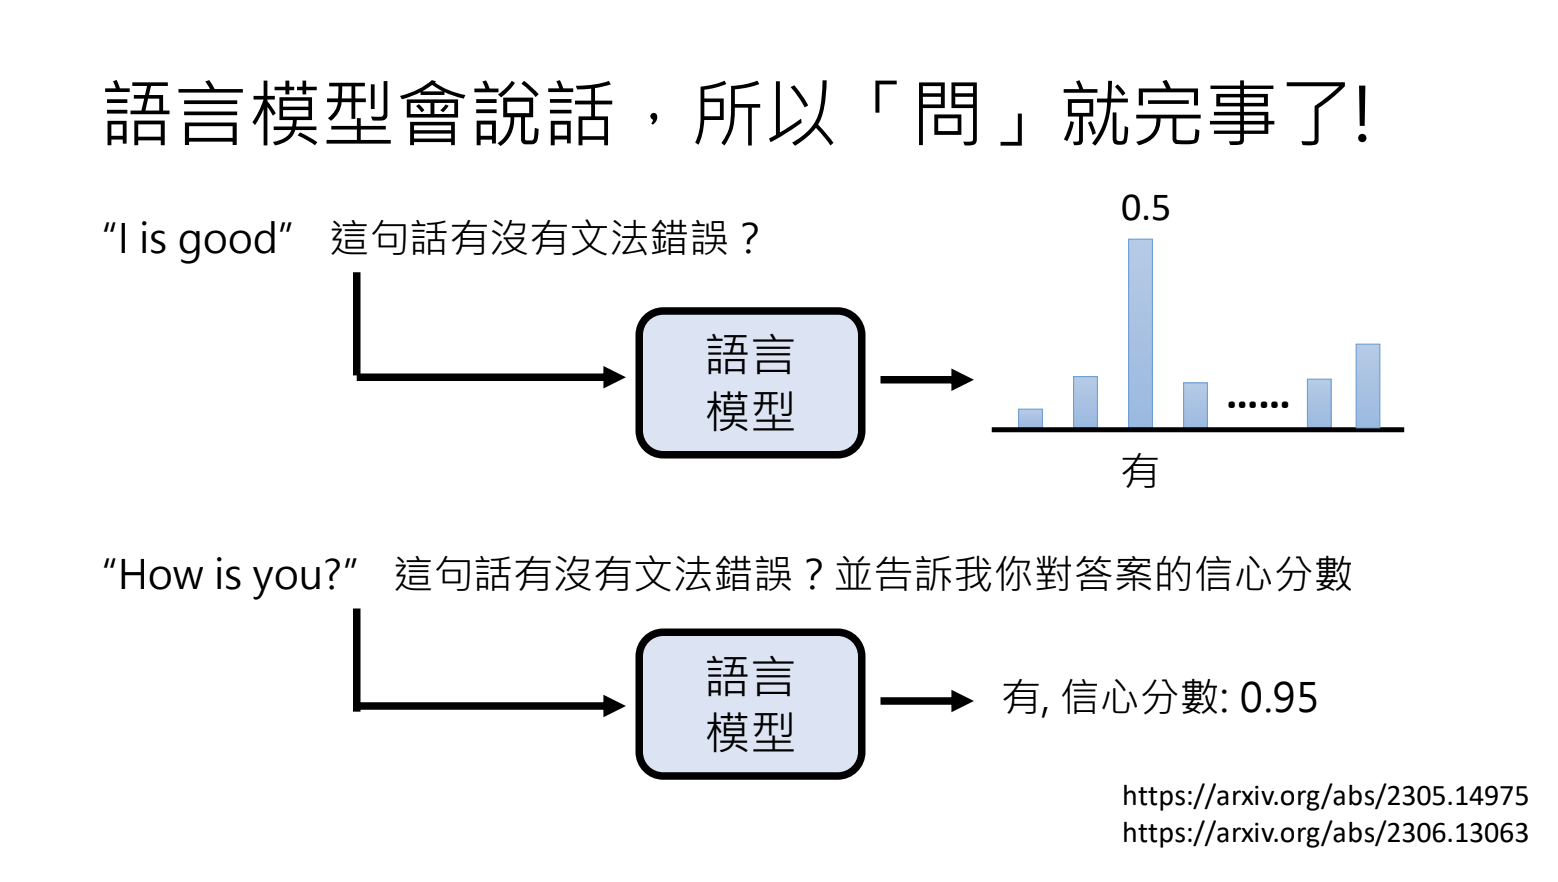 語言模型會說話，所以「問」就完事了!
“I is good” 這句話有沒有文法錯誤？
0.5
語言
模型
......
有
“How is you?” 這句話有沒有文法錯誤？並告訴我你對答案的信心分數
語言
模型
有, 信心分數: 0.95
https://arxiv.org/abs/2305.14975
https://arxiv.org/abs/2306.13063